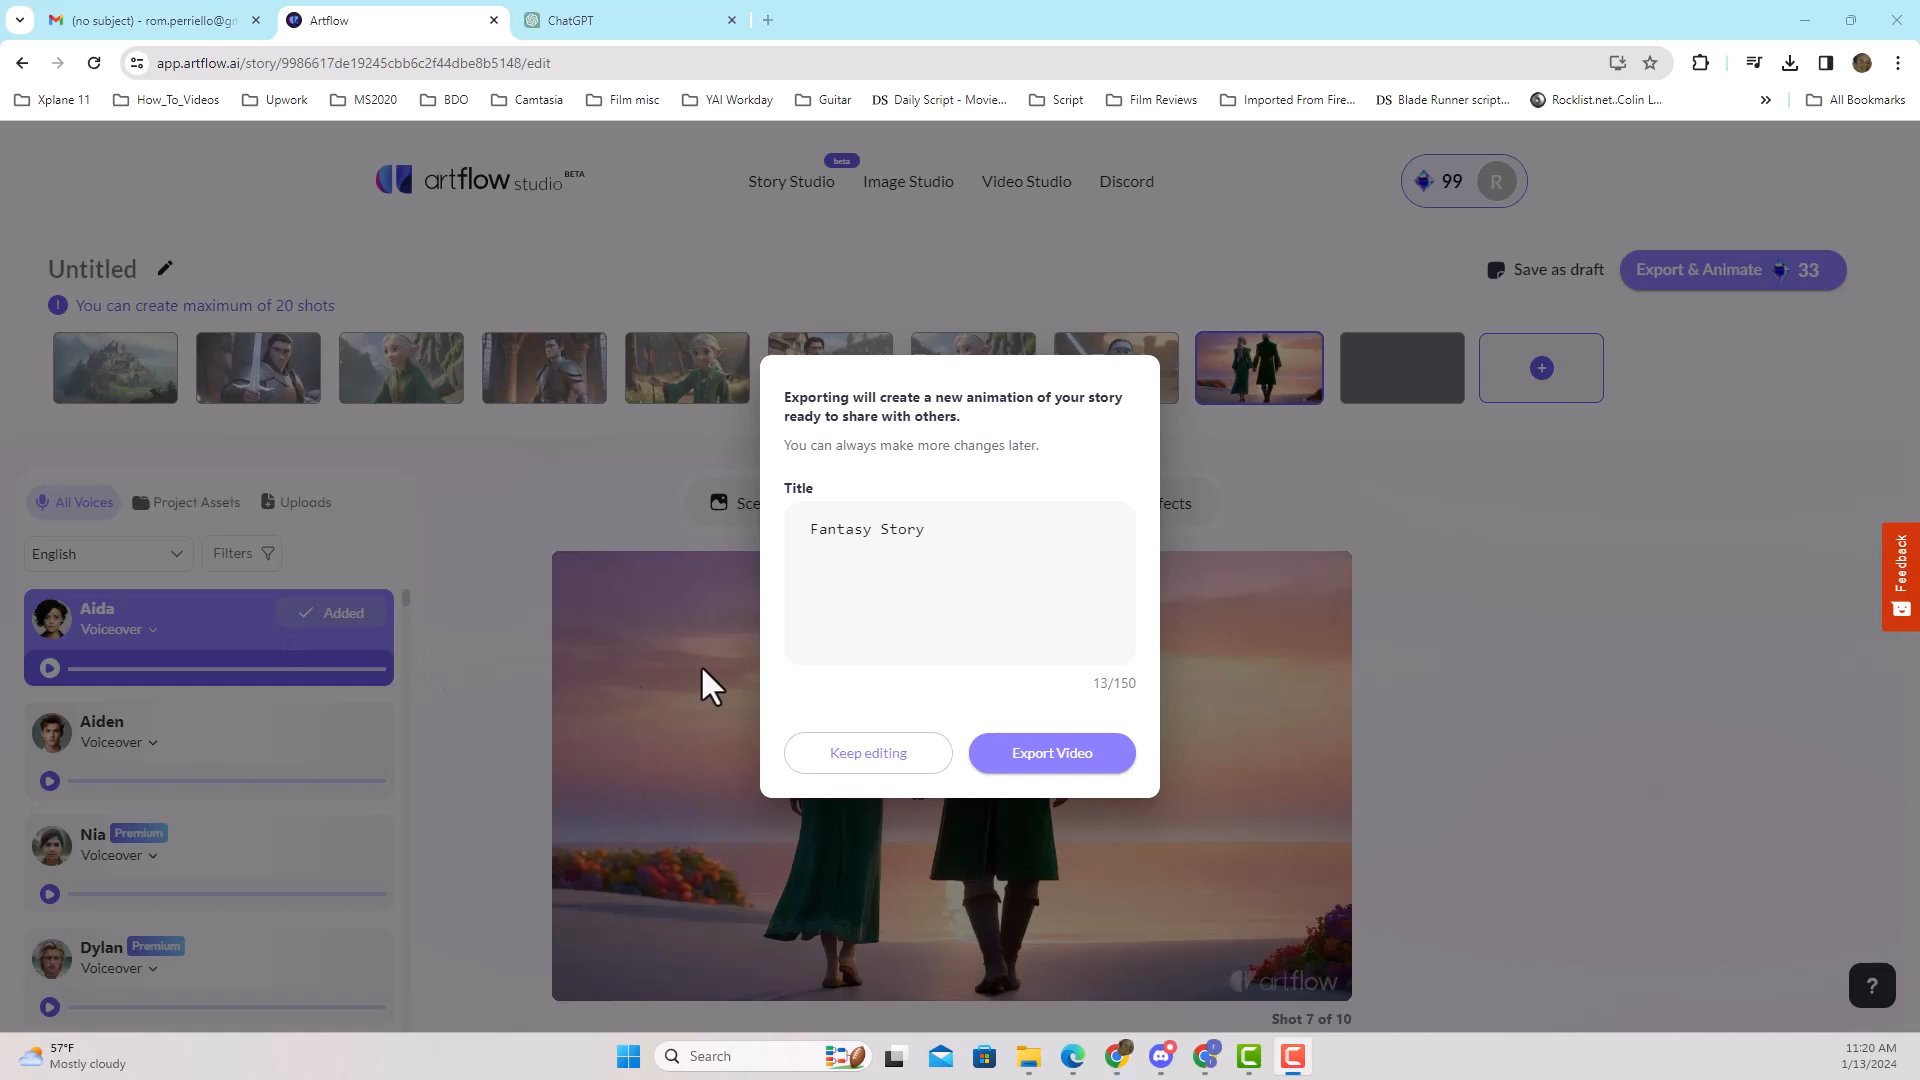 (no subject) - rom.perriello@gm
Artflow
ChatGPT
app.artflow.ai/story/9986617de19245cbb6c2f44dbe8b5148/edit
Xplane 11
How_To_Videos
Upwork
MS2020
BDO
Camtasia
Film misc
YAI Workday
Guitar
DS Daily Script - Movie...
Script
Film Reviews
Imported From Fire...
DS Blade Runner script...
Rocklist.net..Colin L...
All Bookmarks
artflow studio BETA
beta
Story Studio
Image Studio
Video Studio
Discord
99
R
Untitled
Save as draft
Export & Animate 33
You can create maximum of 20 shots
Exporting will create a new animation of your story
ready to share with others.
You can always make more changes later.
Title
Fantasy Story
13/150
Keep editing
Export Video
All Voices
Project Assets
Uploads
Sce
fects
English
Filters
Aida
Voiceover
Added
Aiden
Voiceover
Nia Premium
Voiceover
Dylan Premium
Voiceover
artflow
Shot 7 of 10
Feedback
?
57°F
Mostly cloudy
Search
11:20 AM
1/13/2024